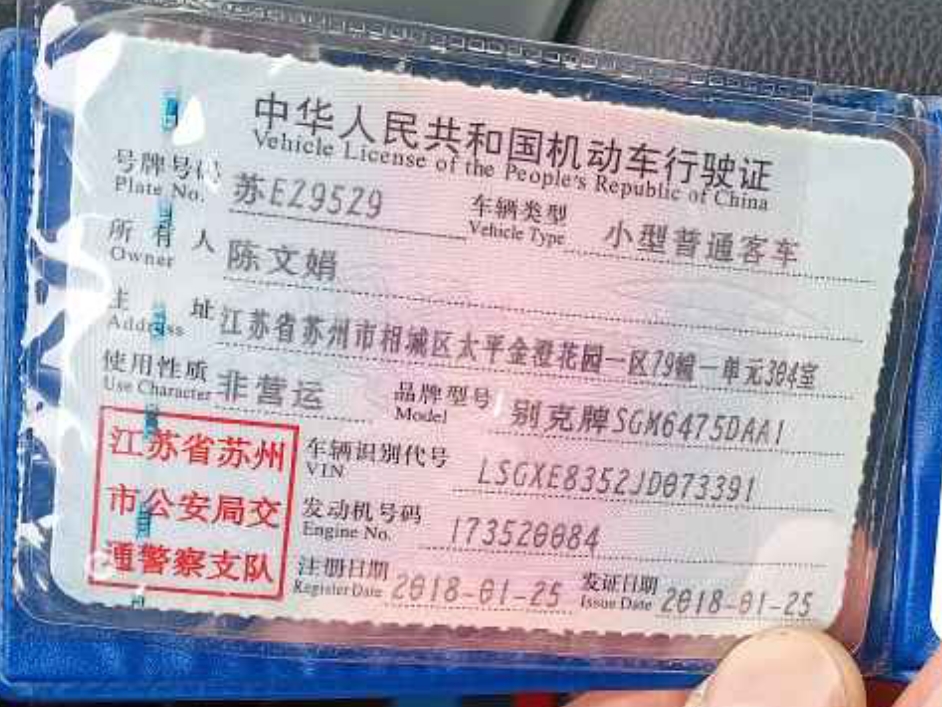 中华人民共和国机动车行驶证
Vehicle License of the People's Republic of China
号牌号码 苏E29529 车辆类型 小型普通客车
Plate No. Vehicle Type
所有人 陈文娟
Owner
主 址 江苏省苏州市相城区太平金澄花园一区79幢一单元304室
Address
使用性质 非营运 品牌型号 别克牌SGM6475DAA1
Use Character Model
江苏省苏州
市公安局交
通警察支队
车辆识别代号 LSGXE8352JD073391
VIN
发动机号码 173520084
Engine No.
注册日期 2018-01-25 发证日期 2018-01-25
Register Date Issue Date